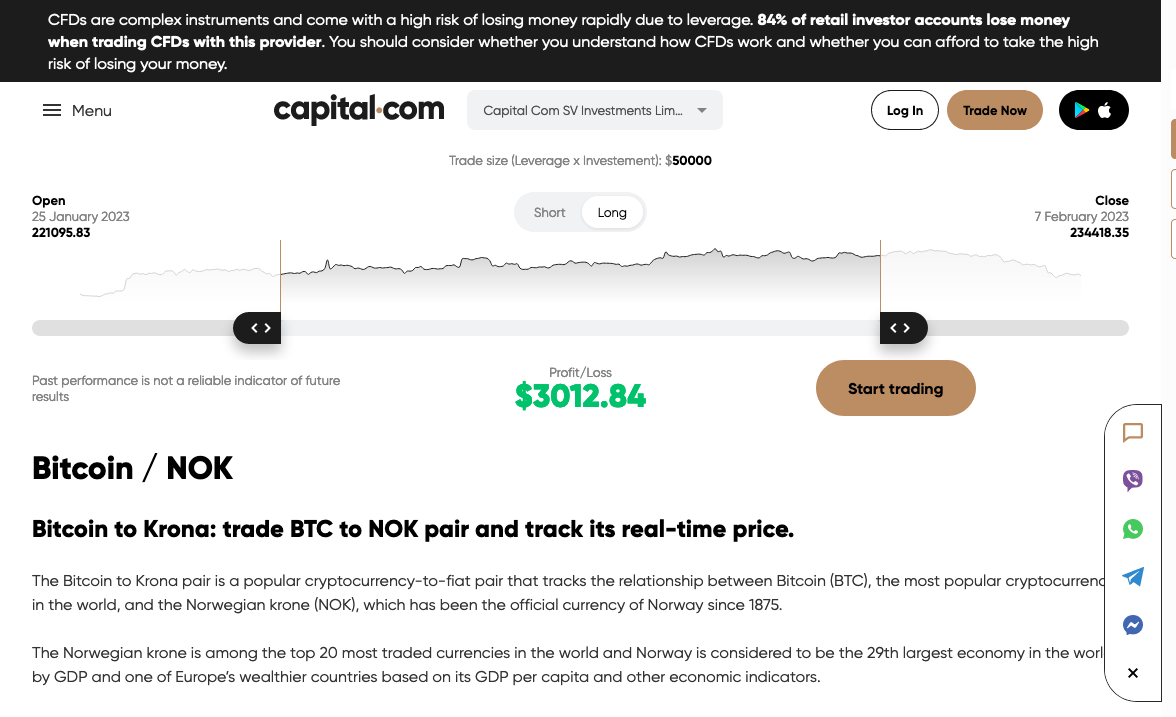 CFDs are complex instruments and come with a high risk of losing money rapidly due to leverage. 84% of retail investor accounts lose money
when trading CFDs with this provider. You should consider whether you understand how CFDs work and whether you can afford to take the high
risk of losing your money.
Menu
capital.com
Capital Com SV Investments Lim...
Log In
Trade Now
Trade size (Leverage x Investement): $50000
Open
25 January 2023
221095.83
Short
Long
Close
7 February 2023
234418.35
Past performance is not a reliable indicator of future
results
Profit/Loss
$3012.84
Start trading
Bitcoin / NOK
Bitcoin to Krona: trade BTC to NOK pair and track its real-time price.
The Bitcoin to Krona pair is a popular cryptocurrency-to-fiat pair that tracks the relationship between Bitcoin (BTC), the most popular cryptocurrenc
in the world, and the Norwegian krone (NOK), which has been the official currency of Norway since 1875.
The Norwegian krone is among the top 20 most traded currencies in the world and Norway is considered to be the 29th largest economy in the worl
by GDP and one of Europe's wealthier countries based on its GDP per capita and other economic indicators.